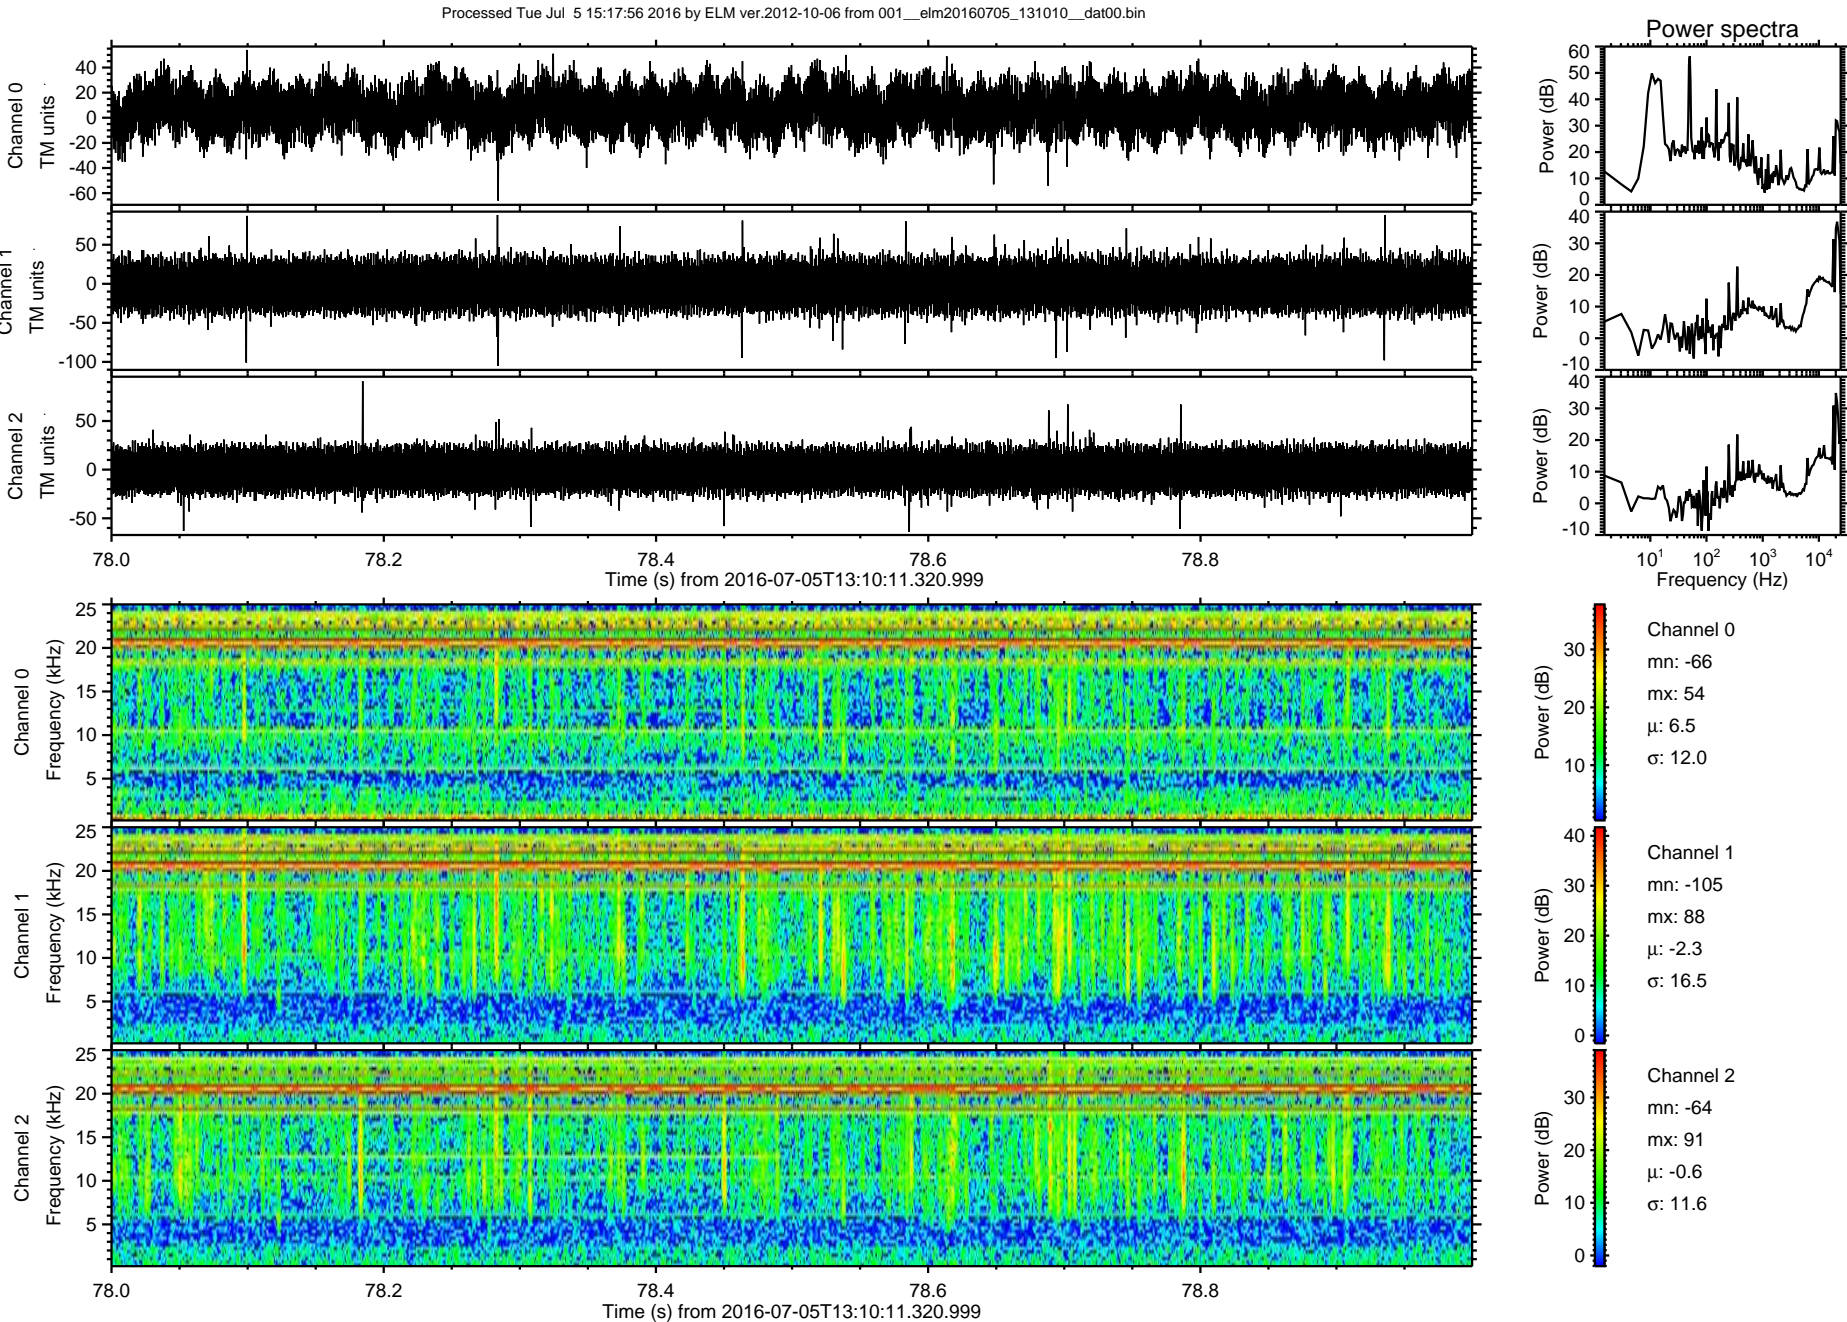 Processed Tue Jul  5 15:17:56 2016 by ELM ver.2012-10-06 from 001__elm20160705_131010__dat00.bin
Power spectra
Channel 0
TM units
40
20
0
-20
-40
-60
Power (dB)
60
50
40
30
20
10
0
Channel 1
TM units
50
0
-50
-100
Power (dB)
40
30
20
10
0
-10
Channel 2
TM units
50
0
-50
Power (dB)
40
30
20
10
0
-10
78.0 78.2 78.4 78.6 78.8
Time (s) from 2016-07-05T13:10:11.320.999
10^1 10^2 10^3 10^4
Frequency (Hz)
Channel 0
Frequency (kHz)
25
20
15
10
5
Power (dB)
30
20
10
Channel 0
mn: -66
mx: 54
μ: 6.5
σ: 12.0
Channel 1
Frequency (kHz)
25
20
15
10
5
Power (dB)
40
30
20
10
0
Channel 1
mn: -105
mx: 88
μ: -2.3
σ: 16.5
Channel 2
Frequency (kHz)
25
20
15
10
5
Power (dB)
30
20
10
0
Channel 2
mn: -64
mx: 91
μ: -0.6
σ: 11.6
78.0 78.2 78.4 78.6 78.8
Time (s) from 2016-07-05T13:10:11.320.999